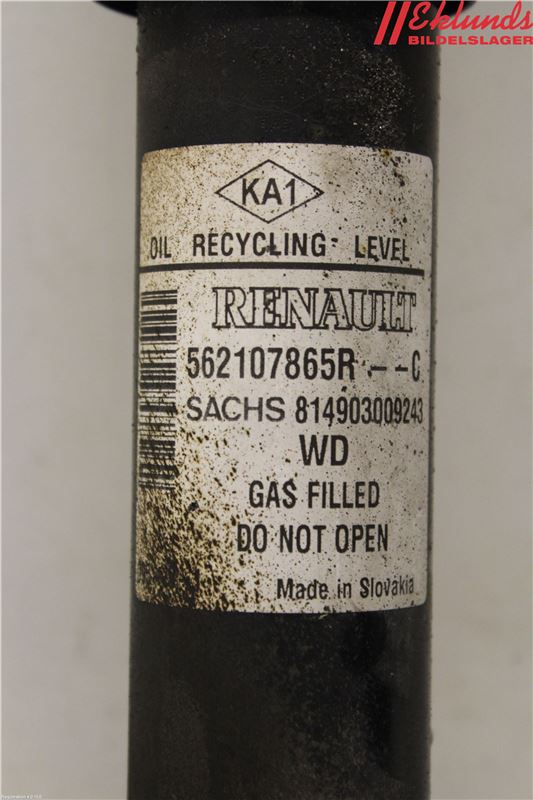 Eklunds
BILDELSLAGER
KA1
OIL RECYCLING LEVEL
RENAULT
562107865R --C
SACHS 814903009243
WD
GAS FILLED
DO NOT OPEN
Made in Slovakia